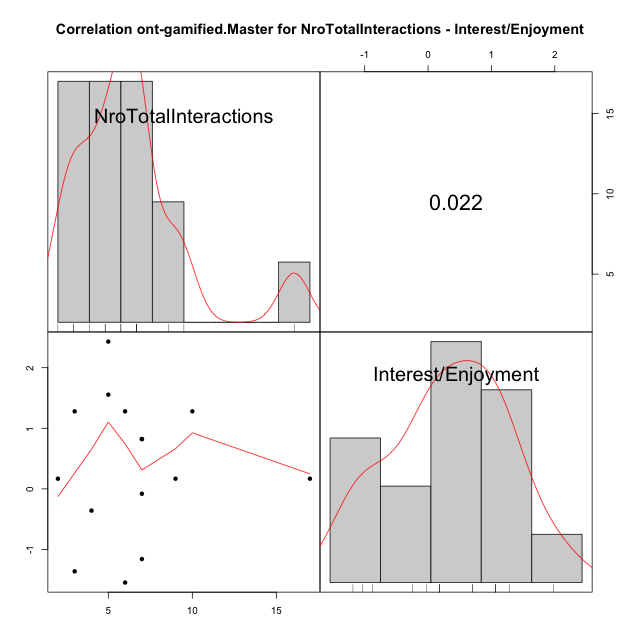 Correlation ont-gamified.Master for NroTotalInteractions - Interest/Enjoyment
-1 0 1 2
NroTotalInteractions
15
10
5
0.022
Interest/Enjoyment
2
1
0
-1
5 10 15